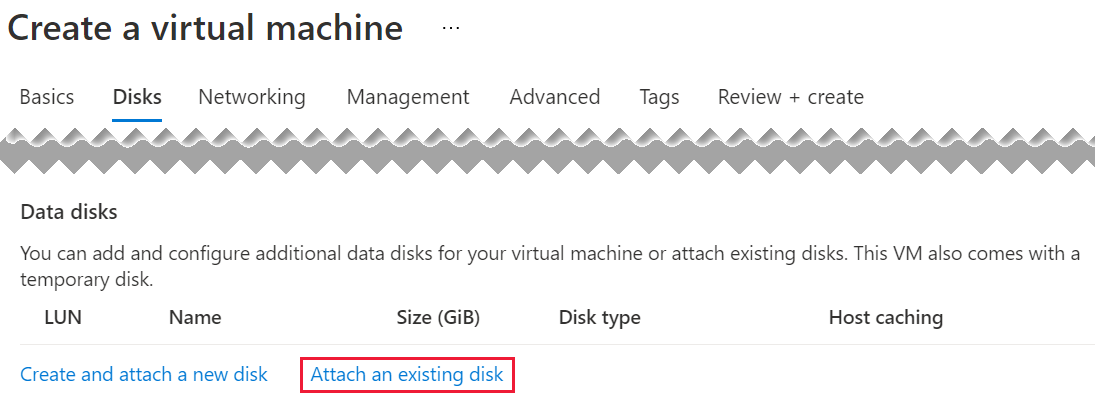 Create a virtual machine ...
Basics Disks Networking Management Advanced Tags Review + create
Data disks
You can add and configure additional data disks for your virtual machine or attach existing disks. This VM also comes with a
temporary disk.
LUN Name Size (GiB) Disk type Host caching
Create and attach a new disk Attach an existing disk